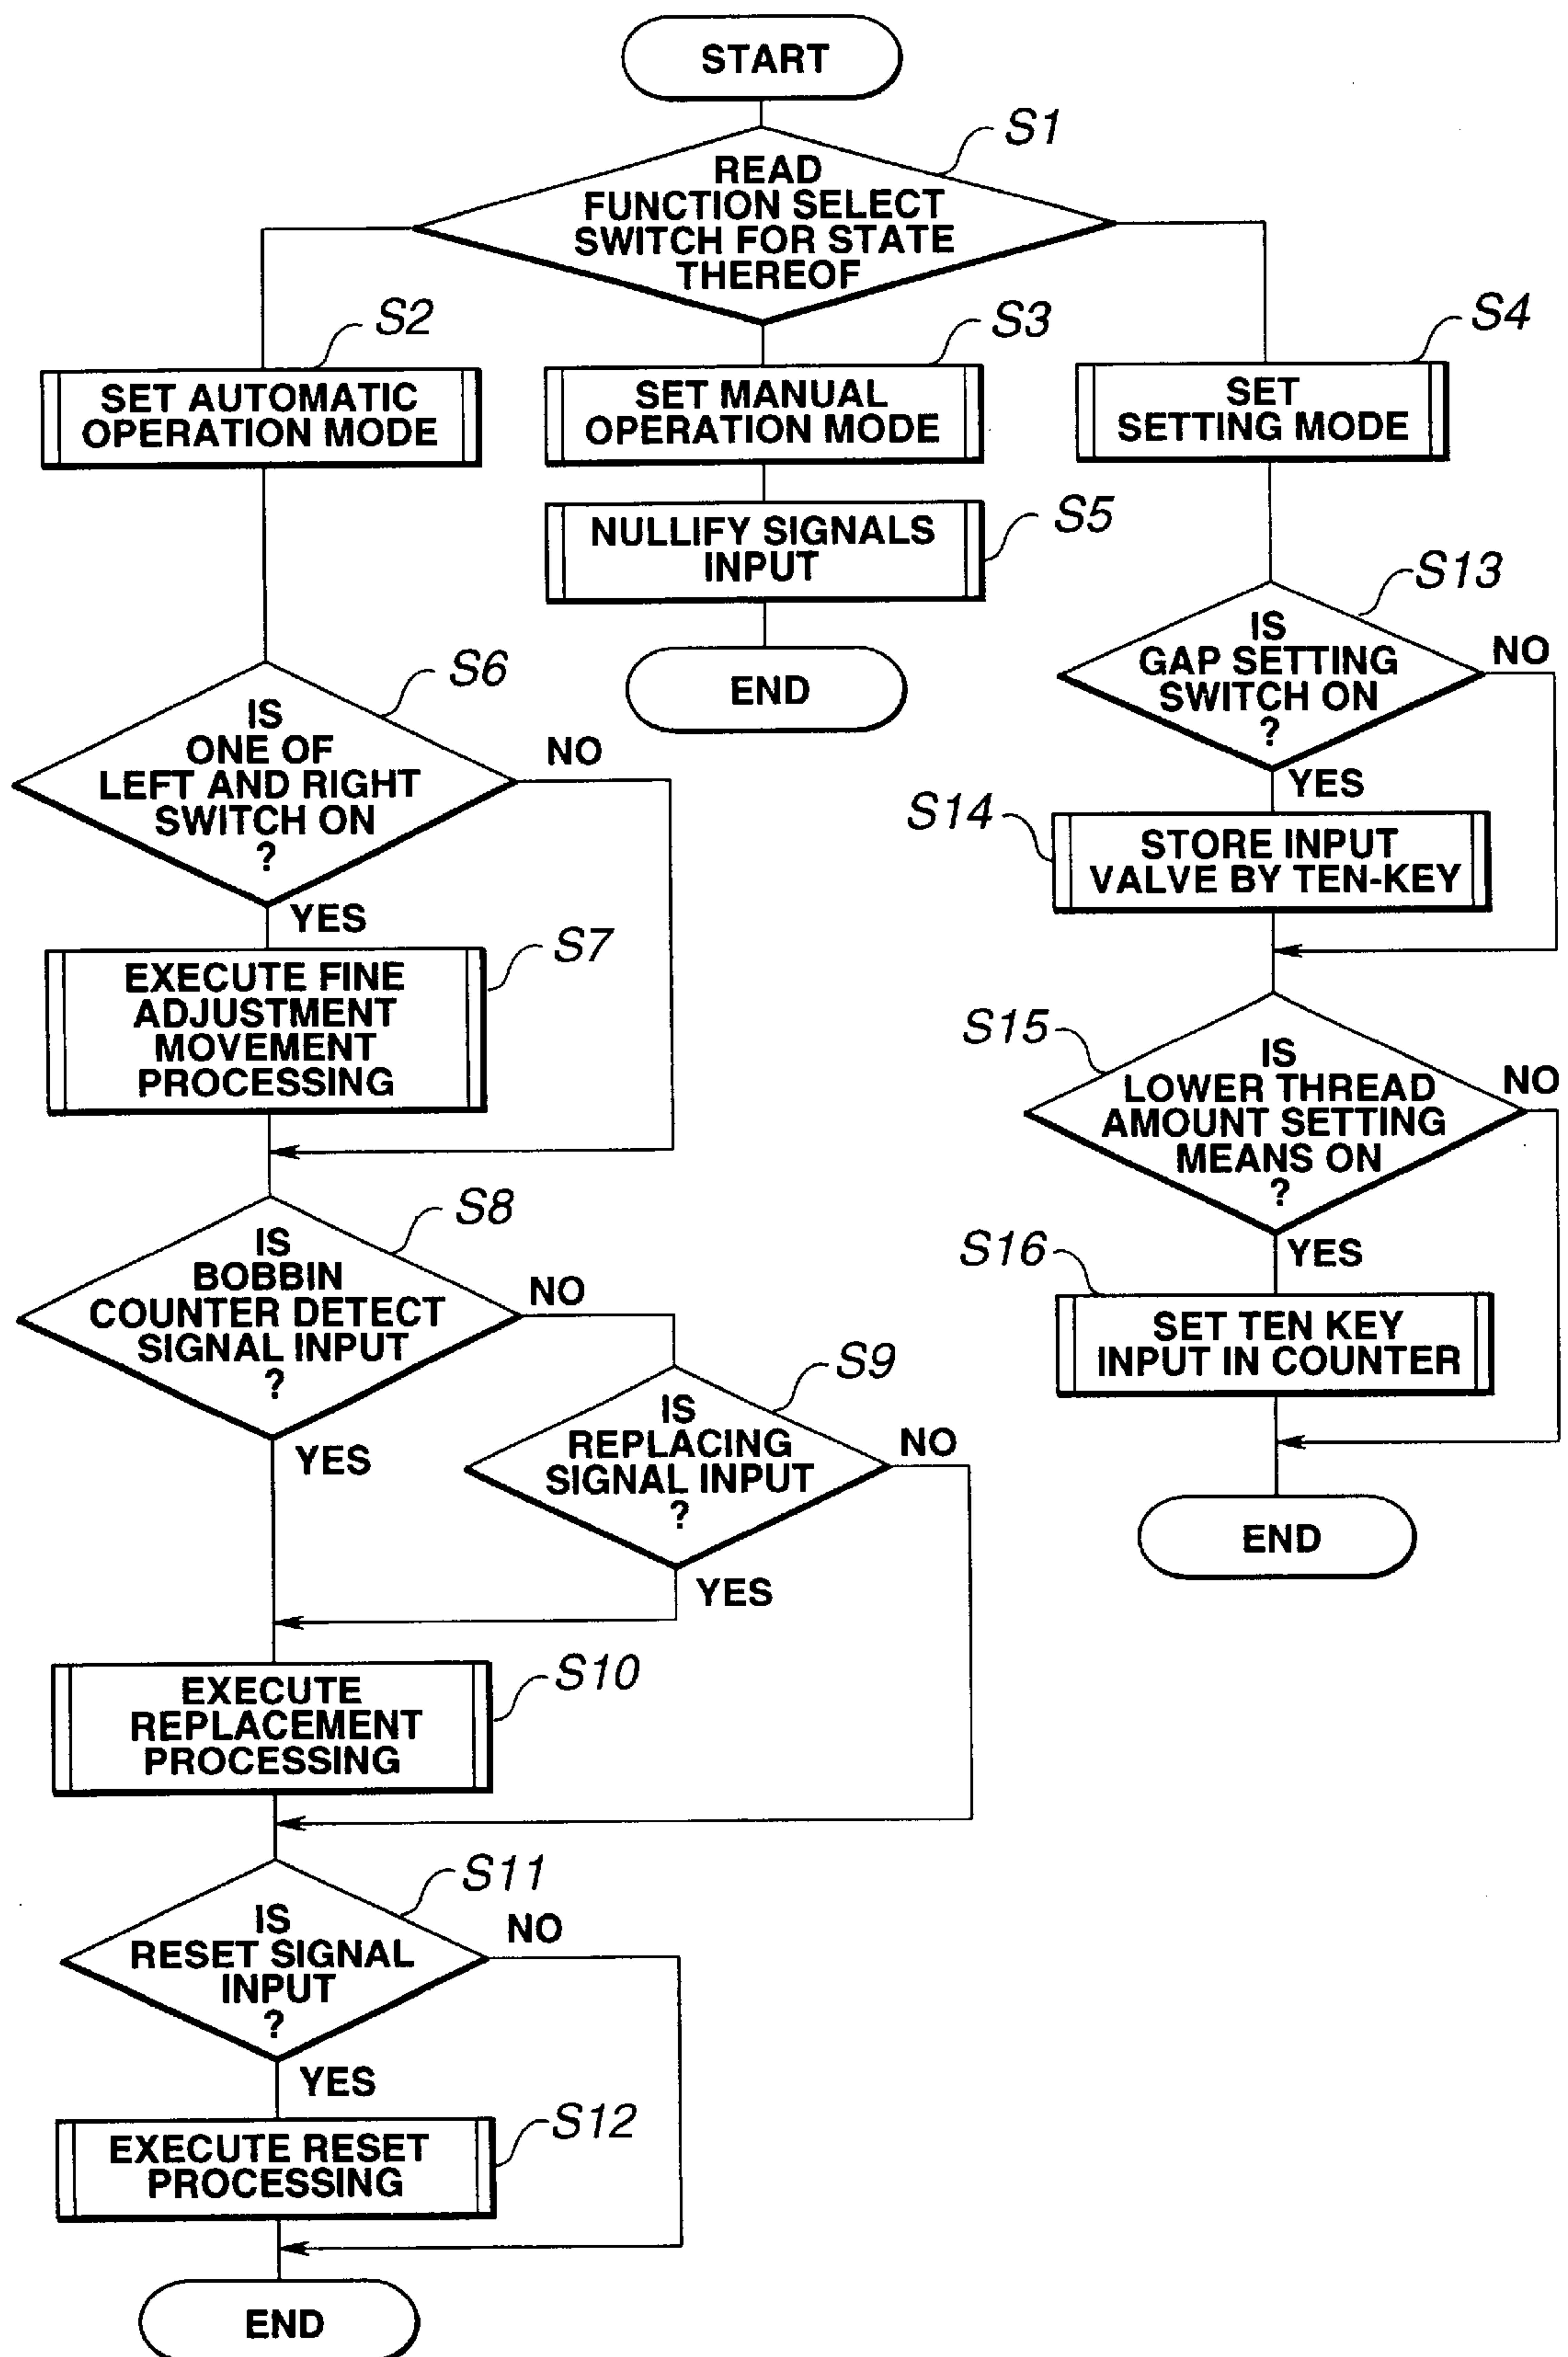 START
S1
READ
FUNCTION SELECT
SWITCH FOR STATE
THEREOF
S2
SET AUTOMATIC
OPERATION MODE
S3
SET MANUAL
OPERATION MODE
S4
SET
SETTING MODE
S5
NULLIFY SIGNALS
INPUT
END
S6
IS
ONE OF
LEFT AND RIGHT
SWITCH ON
?
NO
YES
S7
EXECUTE FINE
ADJUSTMENT
MOVEMENT
PROCESSING
S8
IS
BOBBIN
COUNTER DETECT
SIGNAL INPUT
?
NO
YES
S9
IS
REPLACING
SIGNAL INPUT
?
NO
YES
S10
EXECUTE
REPLACEMENT
PROCESSING
S11
IS
RESET SIGNAL
INPUT
?
NO
YES
S12
EXECUTE RESET
PROCESSING
END
S13
IS
GAP SETTING
SWITCH ON
?
NO
YES
S14
STORE INPUT
VALVE BY TEN-KEY
S15
IS
LOWER THREAD
AMOUNT SETTING
MEANS ON
?
NO
YES
S16
SET TEN KEY
INPUT IN COUNTER
END